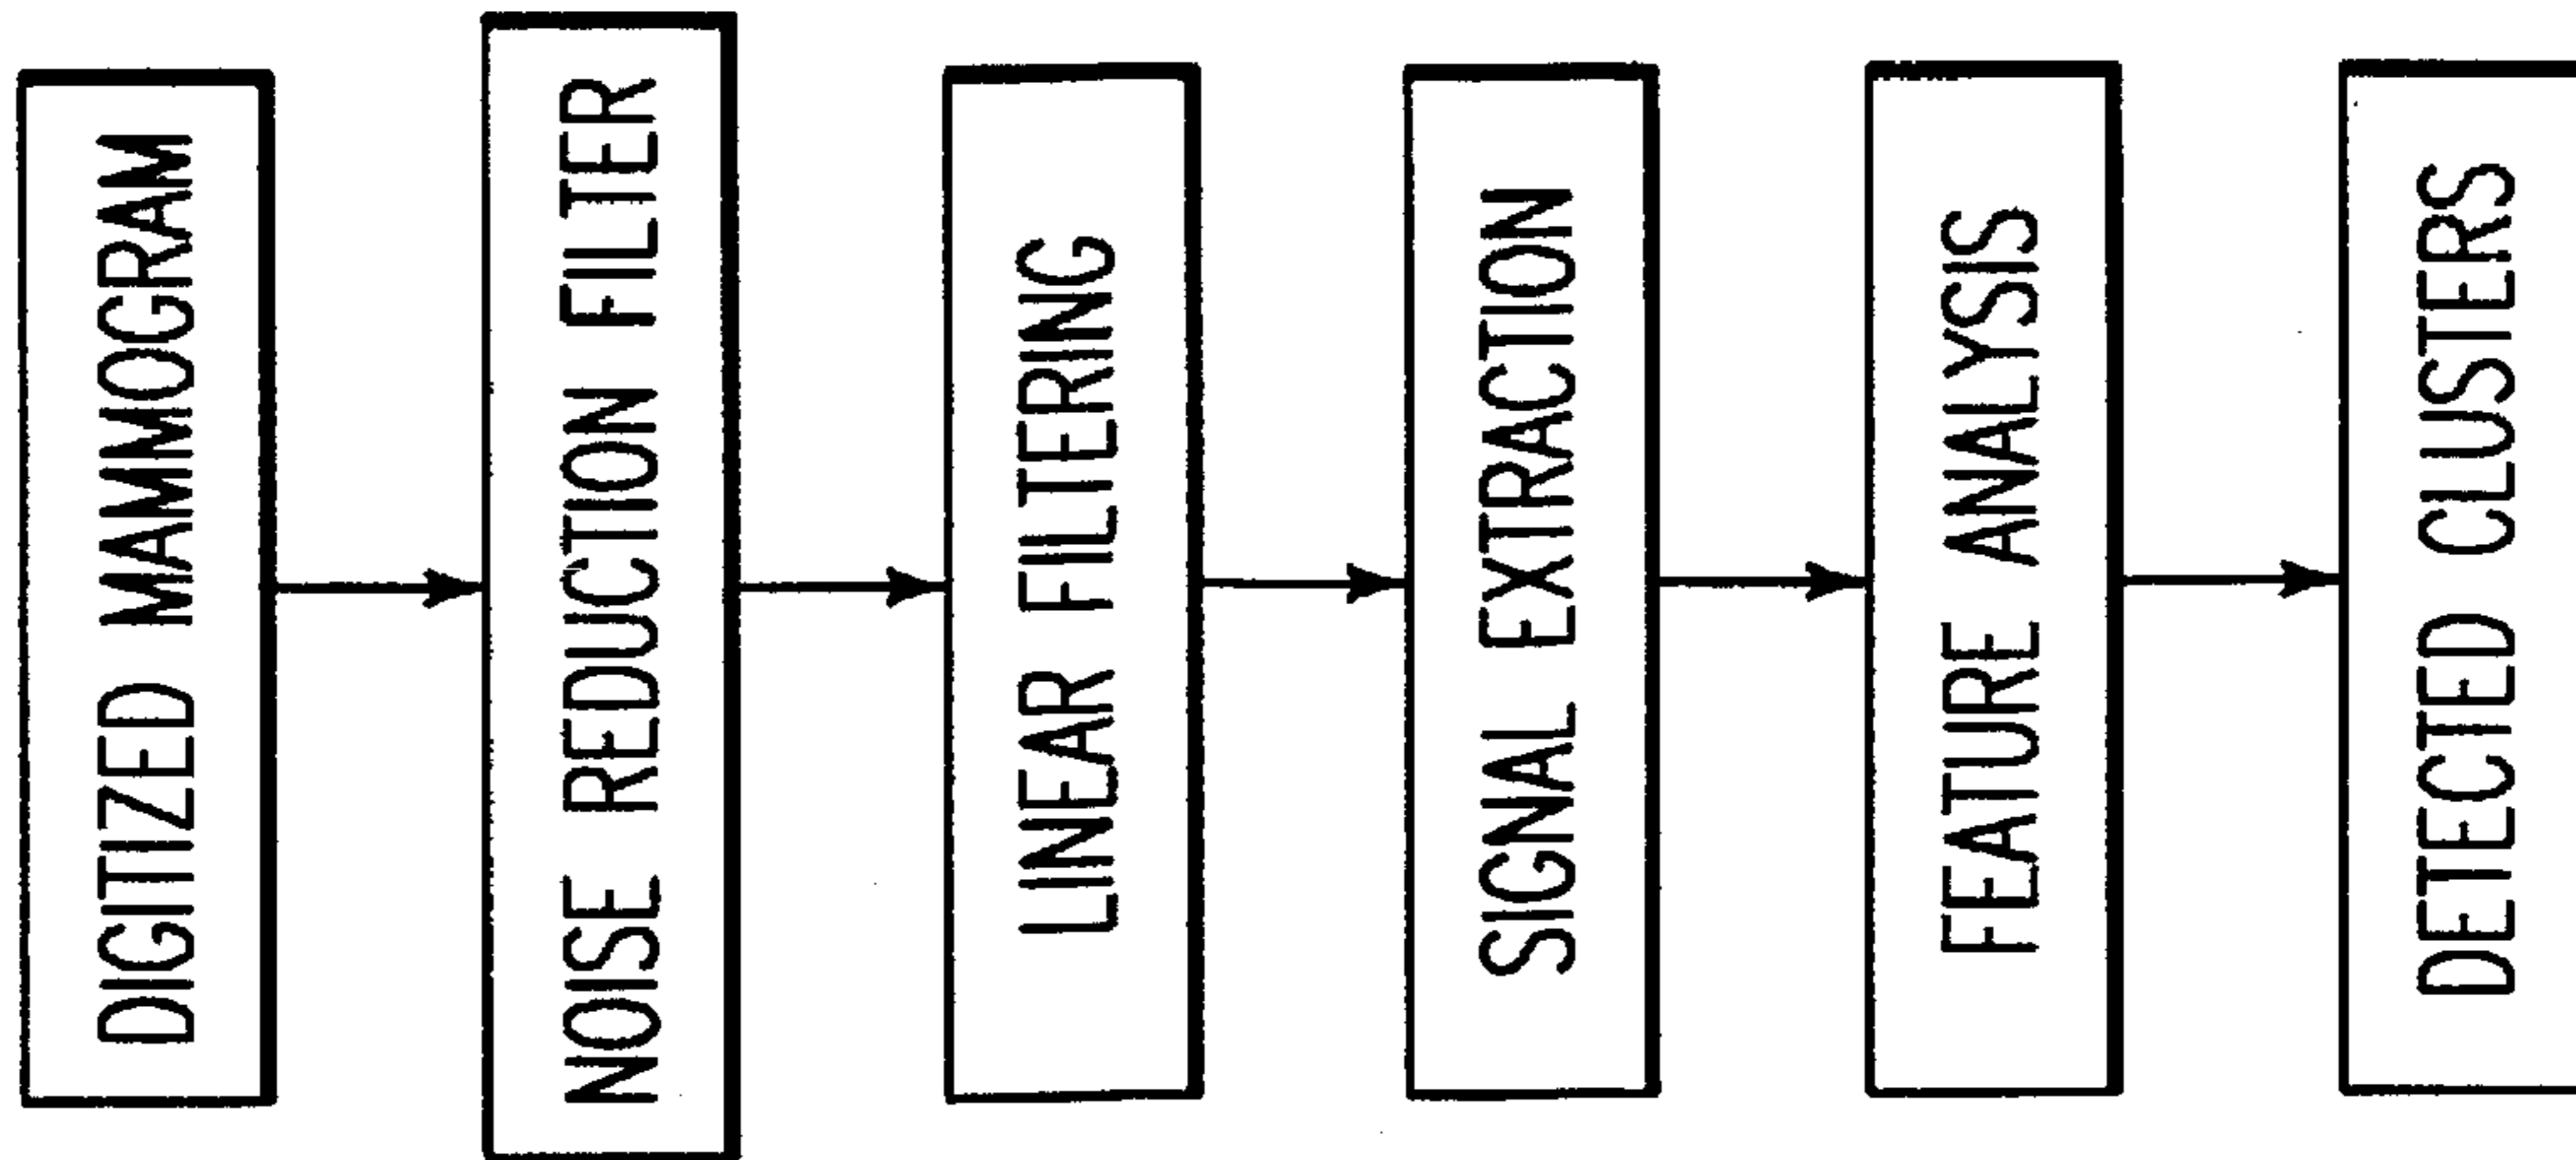 DIGITIZED MAMMOGRAM
NOISE REDUCTION FILTER
LINEAR FILTERING
SIGNAL EXTRACTION
FEATURE ANALYSIS
DETECTED CLUSTERS